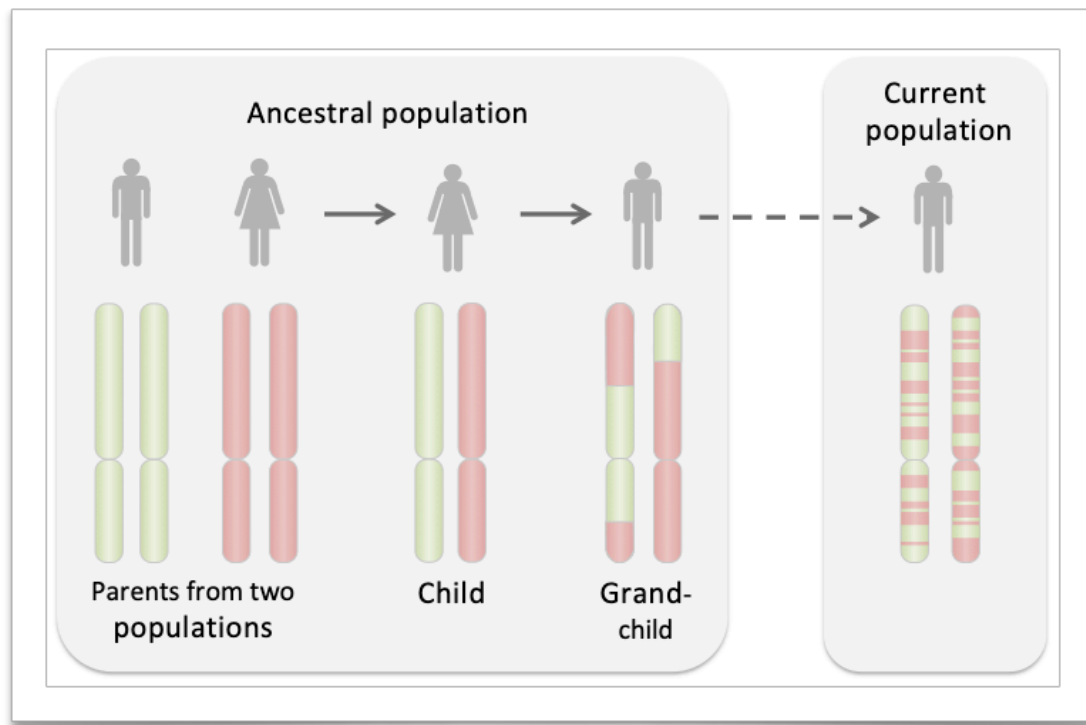 Ancestral population
Current
population
Parents from two
populations
Child
Grand-
child